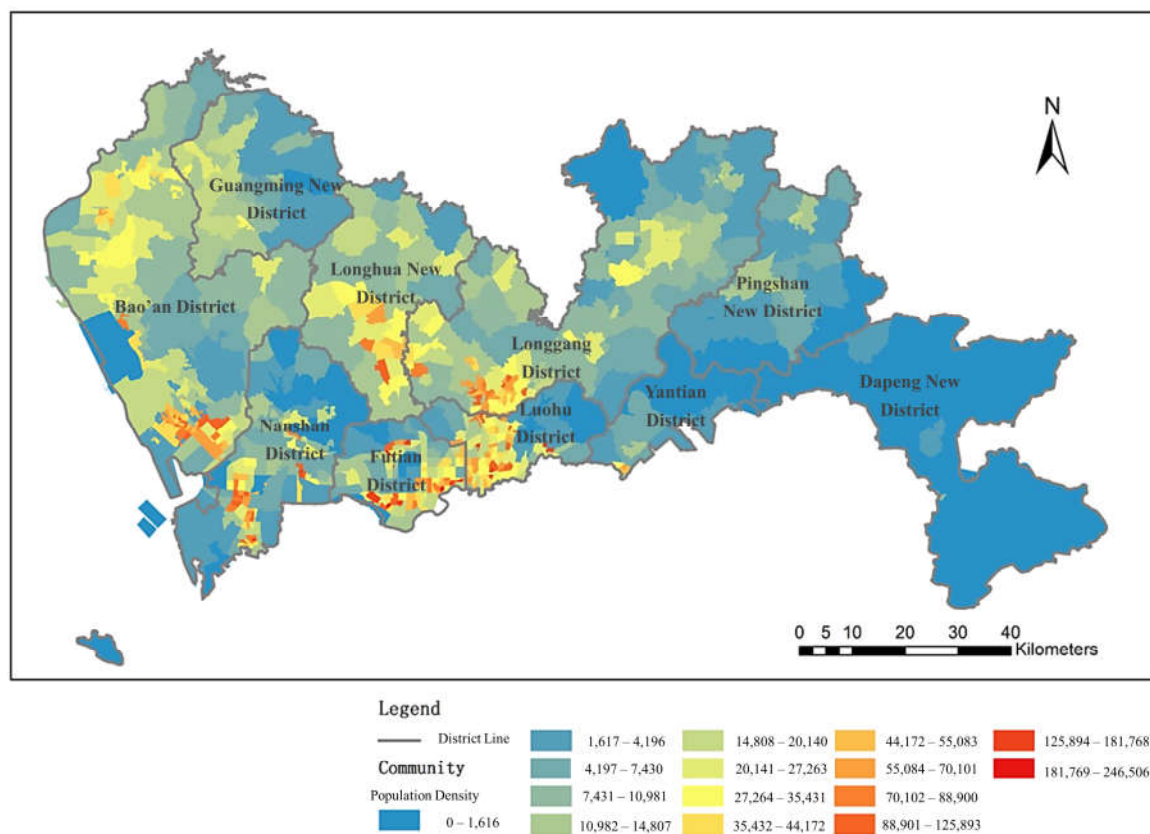 N
Guangming New
District
Longhua New
District
Bao'an District
Pingshan
New District
Longgang
District
Dapeng New
District
Yantian
District
Luohu
District
Nanshan
District
Futian
District
0 5 10 20 30 40
Kilometers
Legend
District Line
Community
Population Density
0 – 1,616
1,617 – 4,196
4,197 – 7,430
7,431 – 10,981
10,982 – 14,807
14,808 – 20,140
20,141 – 27,263
27,264 – 35,431
35,432 – 44,172
44,172 – 55,083
55,084 – 70,101
70,102 – 88,900
88,901 – 125,893
125,894 – 181,768
181,769 – 246,506